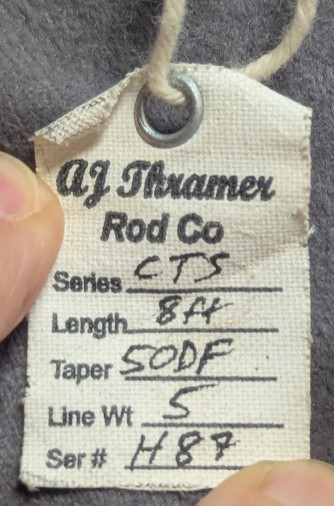 AJ Thramer
Rod Co
Series CTS
Length 8ft
Taper 50DF
Line Wt 5
Ser# H87